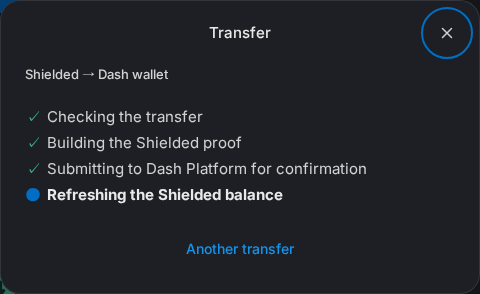 Transfer
Shielded → Dash wallet
✓ Checking the transfer
✓ Building the Shielded proof
✓ Submitting to Dash Platform for confirmation
Refreshing the Shielded balance
Another transfer